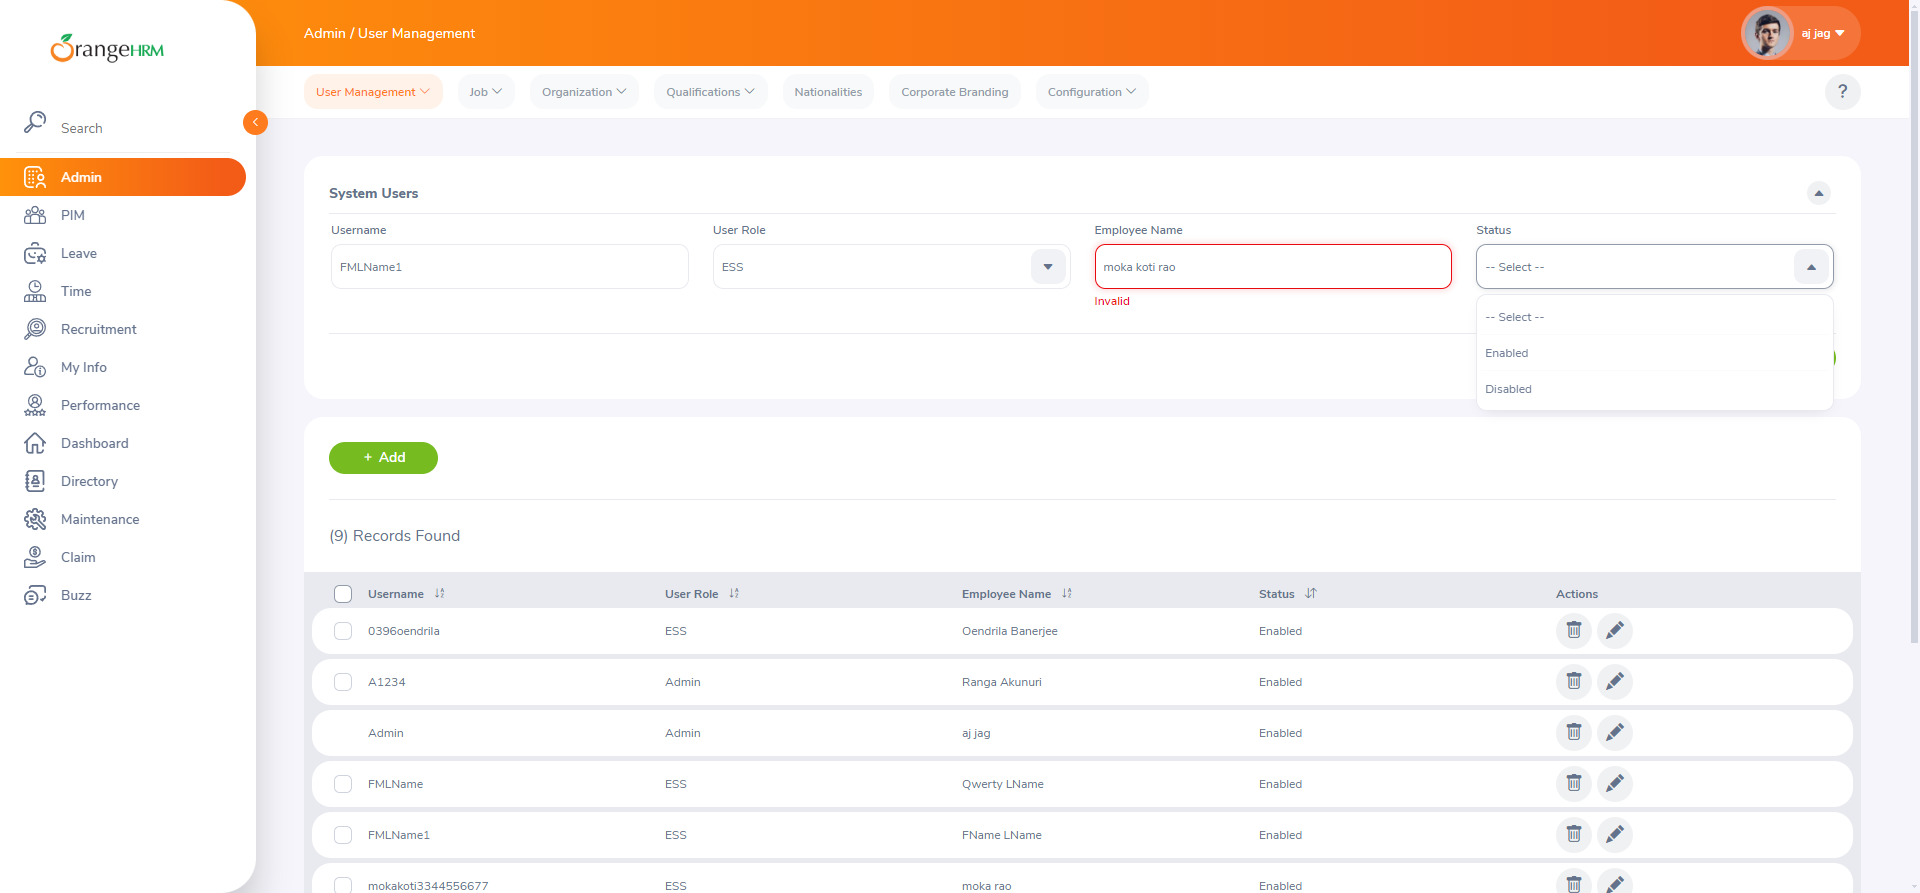 OrangeHRM
Admin / User Management
aj jag
User Management
Job
Organization
Qualifications
Nationalities
Corporate Branding
Configuration
?
Search
Admin
PIM
Leave
Time
Recruitment
My Info
Performance
Dashboard
Directory
Maintenance
Claim
Buzz
System Users
Username
User Role
Employee Name
Status
FMLName1
ESS
moka koti rao
-- Select --
Invalid
-- Select --
Enabled
Disabled
+ Add
(9) Records Found
Username User Role Employee Name Status Actions
0396oendrila ESS Oendrila Banerjee Enabled
A1234 Admin Ranga Akunuri Enabled
Admin Admin aj jag Enabled
FMLName ESS Qwerty LName Enabled
FMLName1 ESS FName LName Enabled
mokakoti3344556677 ESS moka rao Enabled